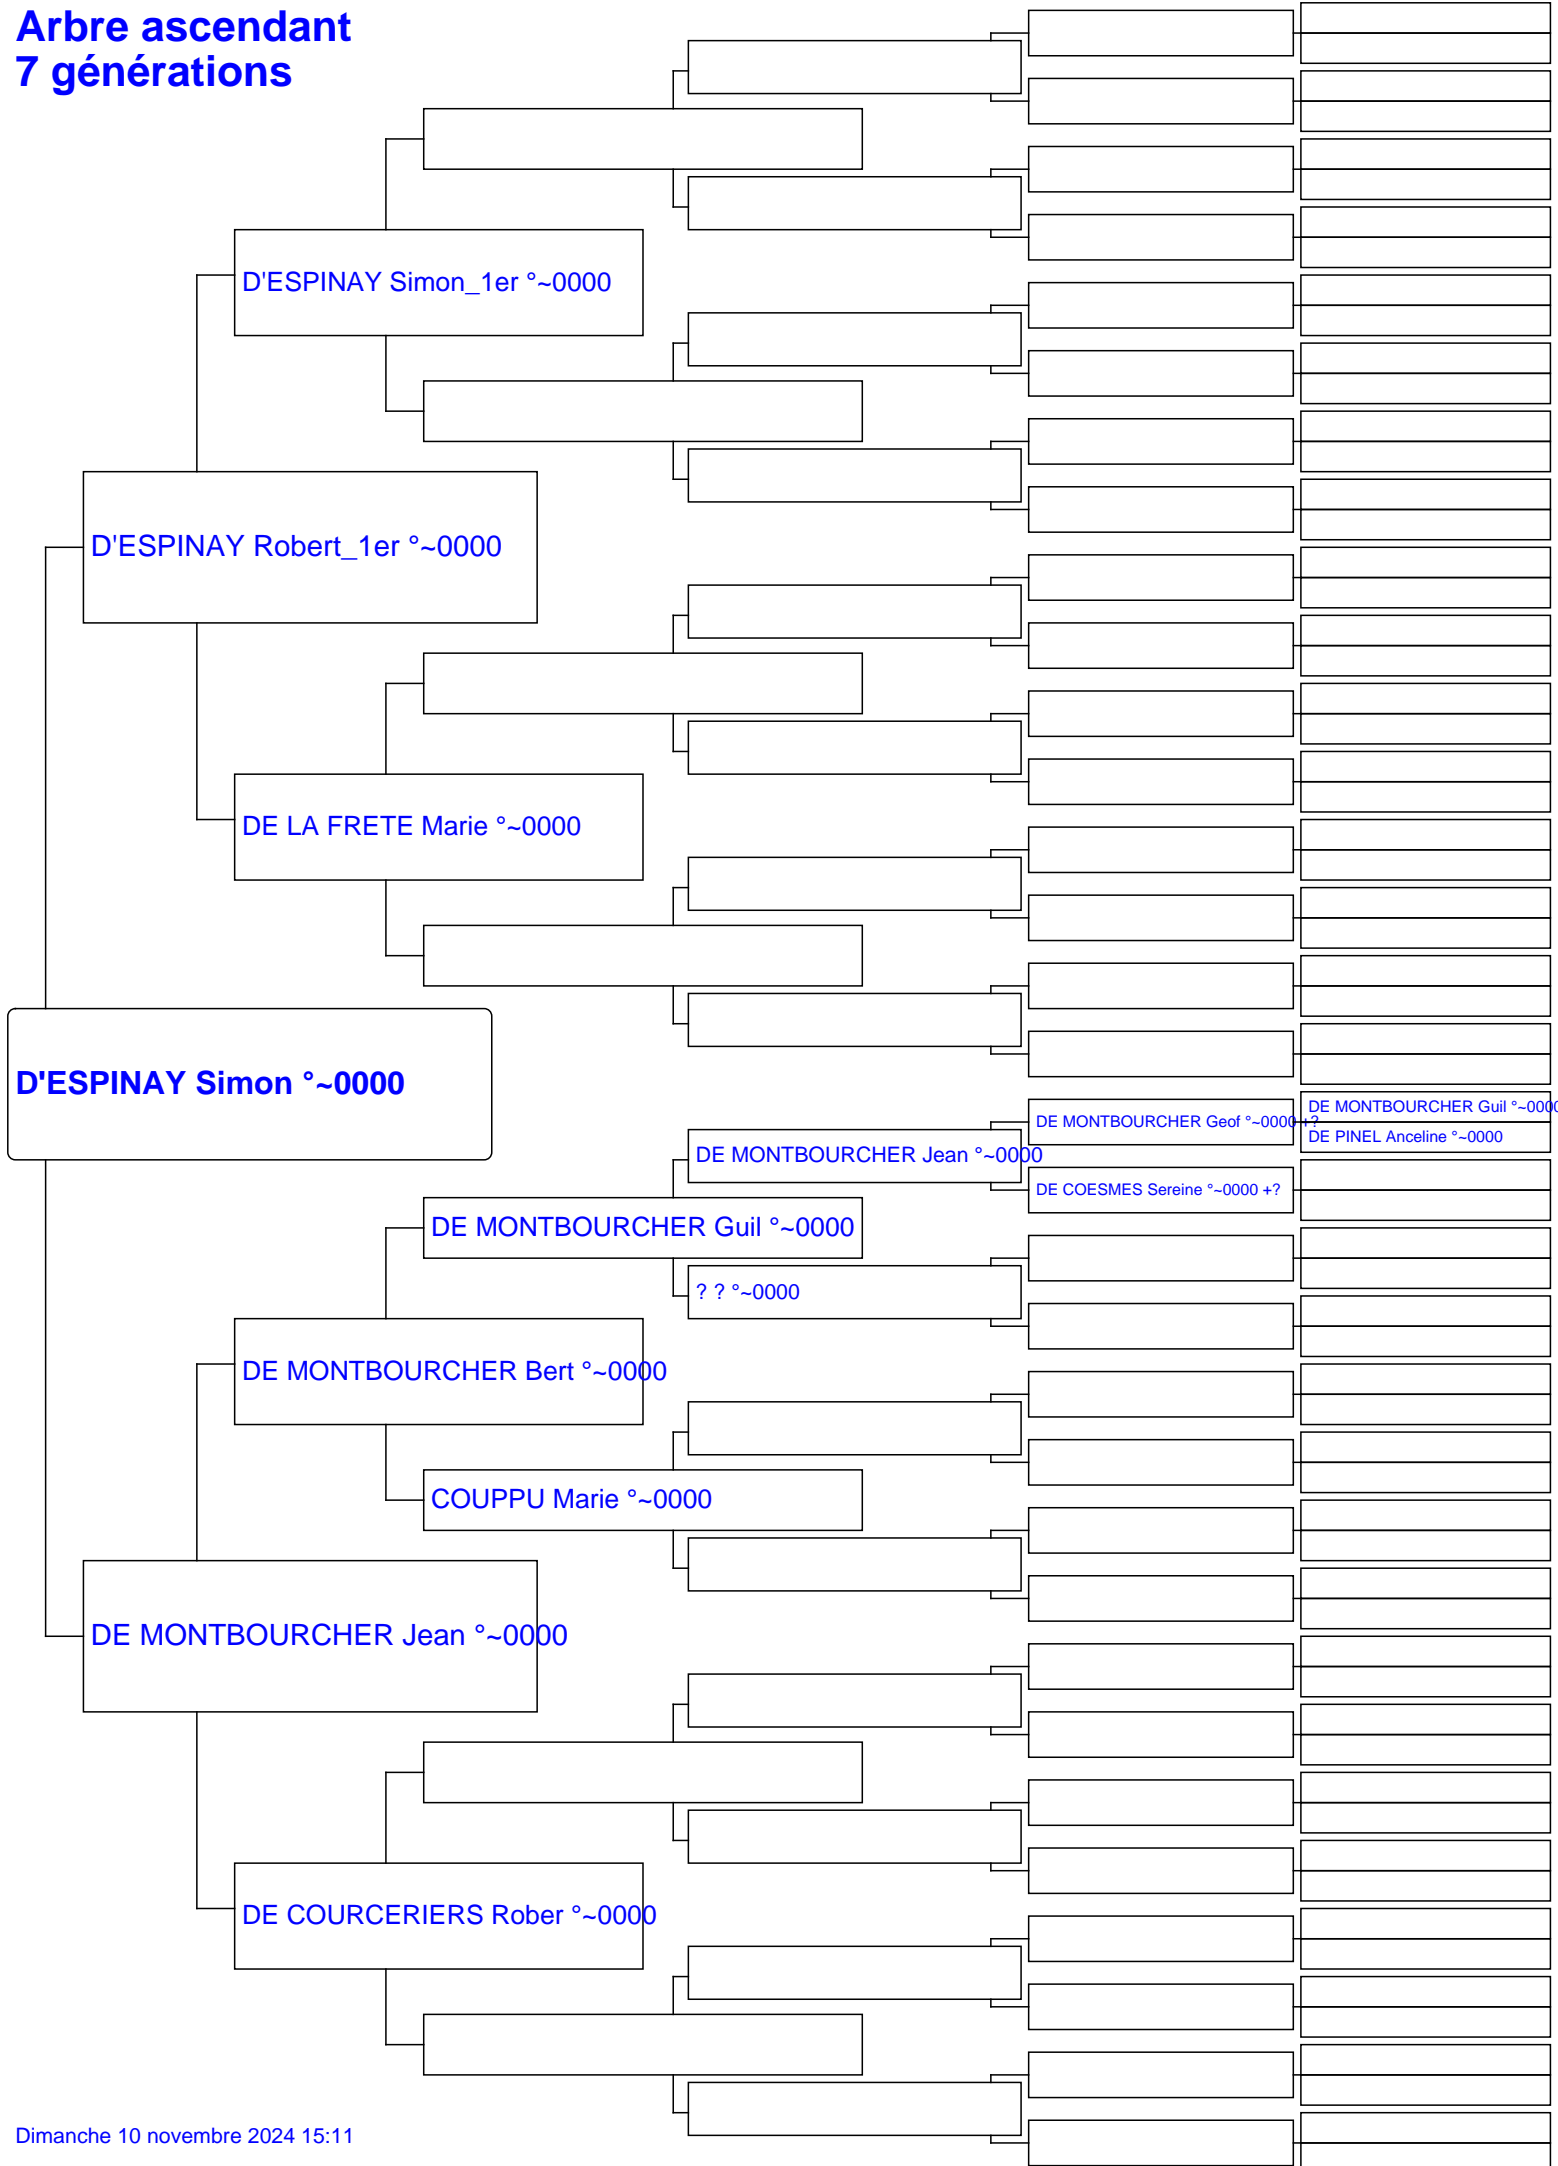 Arbre ascendant
7 générations
D'ESPINAY Simon_1er °~0000
D'ESPINAY Robert_1er °~0000
DE LA FRETE Marie °~0000
D'ESPINAY Simon °~0000
DE MONTBOURCHER Guil °~0000
DE MONTBOURCHER Geof °~0000 +?
DE PINEL Anceline °~0000
DE MONTBOURCHER Jean °~0000
DE COESMES Sereine °~0000 +?
DE MONTBOURCHER Guil °~0000
? ? °~0000
DE MONTBOURCHER Bert °~0000
COUPPU Marie °~0000
DE MONTBOURCHER Jean °~0000
DE COURCERIERS Rober °~0000
Dimanche 10 novembre 2024 15:11